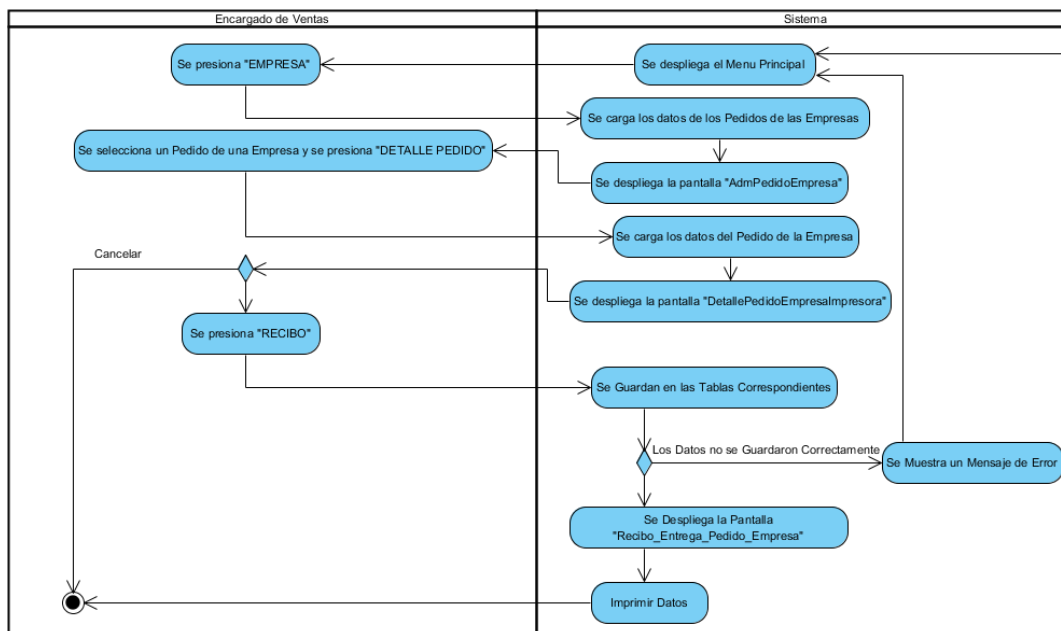 Encargado de Ventas
Sistema
Se presiona "EMPRESA"
Se despliega el Menu Principal
Se carga los datos de los Pedidos de las Empresas
Se selecciona un Pedido de una Empresa y se presiona "DETALLE PEDIDO"
Se despliega la pantalla "AdmPedidoEmpresa"
Se carga los datos del Pedido de la Empresa
Cancelar
Se despliega la pantalla "DetallePedidoEmpresaImpresora"
Se presiona "RECIBO"
Se Guardan en las Tablas Correspondientes
Los Datos no se Guardaron Correctamente
Se Muestra un Mensaje de Error
Se Despliega la Pantalla
"Recibo_Entrega_Pedido_Empresa"
Imprimir Datos